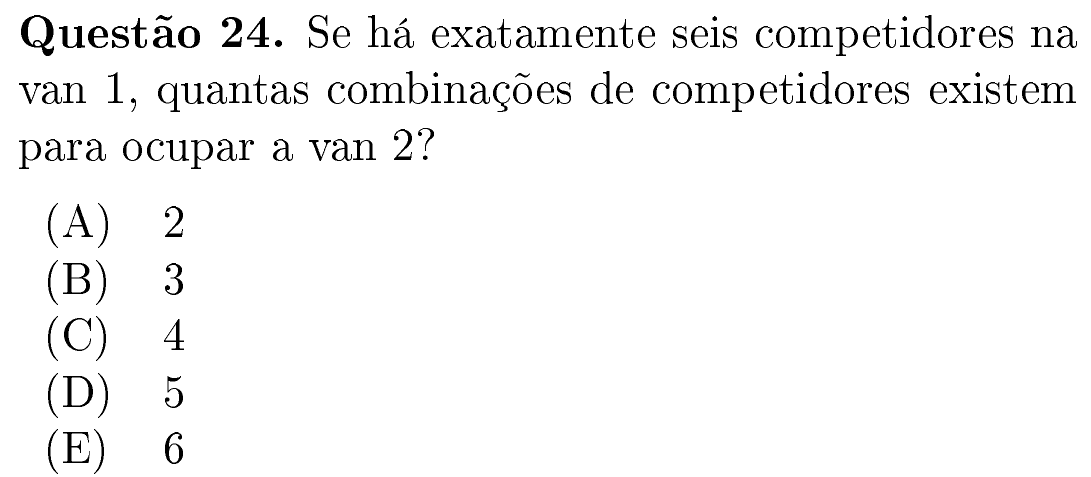 Questão 24. Se há exatamente seis competidores na
van 1, quantas combinações de competidores existem
para ocupar a van 2?
(A) 2
(B) 3
(C) 4
(D) 5
(E) 6